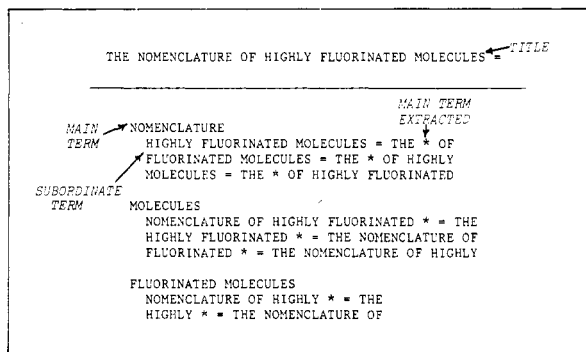 THE NOMENCLATURE OF HIGHLY FLUORINATED MOLECULES =
TITLE
MAIN TERM
EXTRACTED
MAIN
TERM
NOMENCLATURE
HIGHLY FLUORINATED MOLECULES = THE * OF
FLUORINATED MOLECULES = THE * OF HIGHLY
MOLECULES = THE * OF HIGHLY FLUORINATED
SUBORDINATE
TERM
MOLECULES
NOMENCLATURE OF HIGHLY FLUORINATED * = THE
HIGHLY FLUORINATED * = THE NOMENCLATURE OF
FLUORINATED * = THE NOMENCLATURE OF HIGHLY
FLUORINATED MOLECULES
NOMENCLATURE OF HIGHLY * = THE
HIGHLY * = THE NOMENCLATURE OF